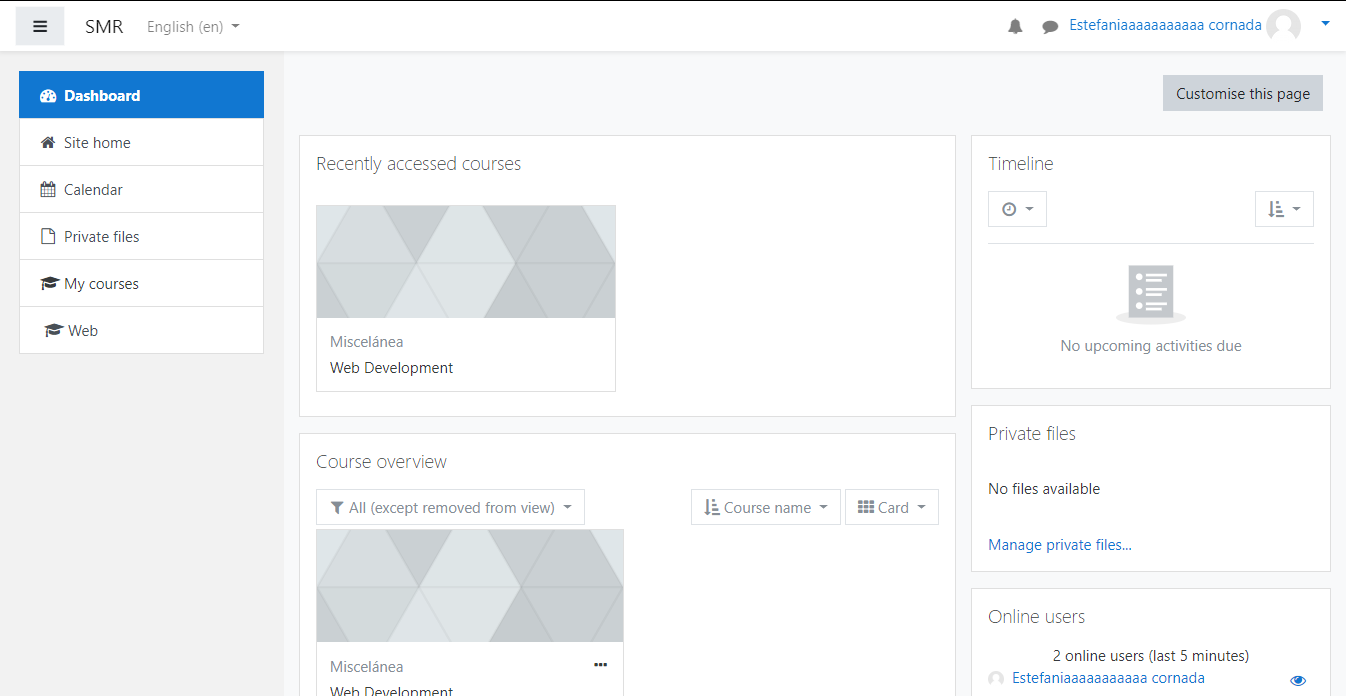 SMR
English (en)
Estefaniaaaaaaaaaaa cornada
Dashboard
Site home
Calendar
Private files
My courses
Web
Customise this page
Recently accessed courses
Miscelánea
Web Development
Course overview
All (except removed from view)
Course name
Card
Miscelánea
Web Development
Timeline
No upcoming activities due
Private files
No files available
Manage private files...
Online users
2 online users (last 5 minutes)
Estefaniaaaaaaaaaaa cornada